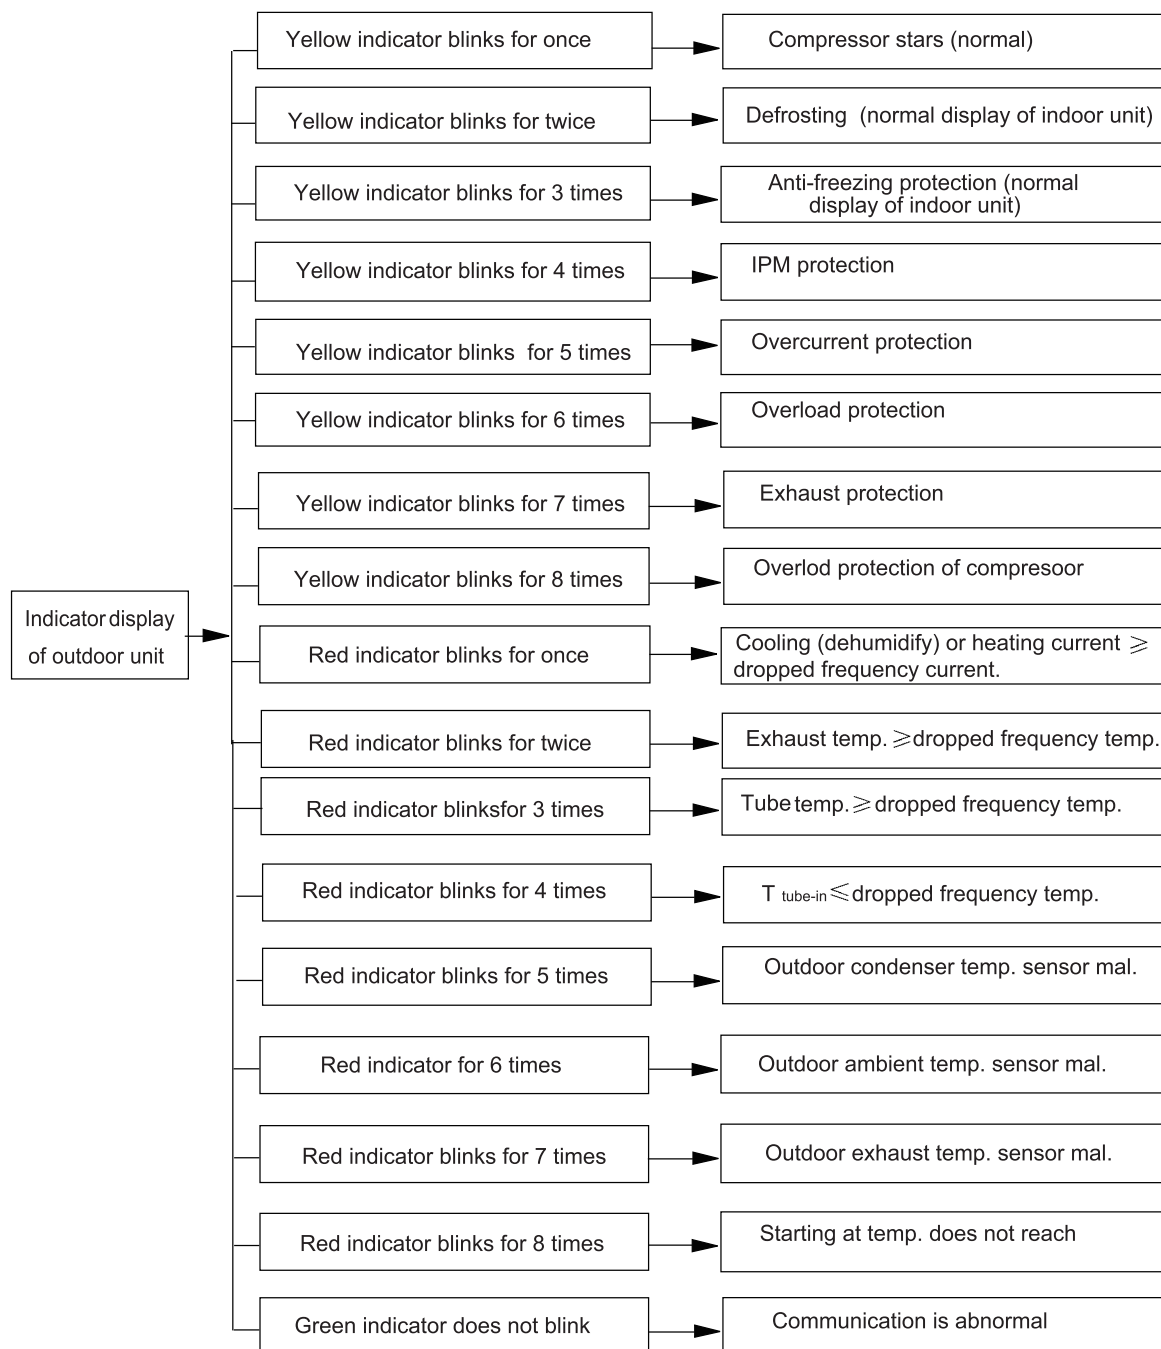 Yellow indicator blinks for once
Compressor stars (normal)
Yellow indicator blinks for twice
Defrosting (normal display of indoor unit)
Yellow indicator blinks for 3 times
Anti-freezing protection (normal
display of indoor unit)
Yellow indicator blinks for 4 times
IPM protection
Yellow indicator blinks for 5 times
Overcurrent protection
Yellow indicator blinks for 6 times
Overload protection
Yellow indicator blinks for 7 times
Exhaust protection
Yellow indicator blinks for 8 times
Overlod protection of compresoor
Indicator display
of outdoor unit
Red indicator blinks for once
Cooling (dehumidify) or heating current ⩾
dropped frequency current.
Red indicator blinks for twice
Exhaust temp. ⩾dropped frequency temp.
Red indicator blinksfor 3 times
Tube temp. ⩾dropped frequency temp.
Red indicator blinks for 4 times
T tube-in ⩽dropped frequency temp.
Red indicator blinks for 5 times
Outdoor condenser temp. sensor mal.
Red indicator for 6 times
Outdoor ambient temp. sensor mal.
Red indicator blinks for 7 times
Outdoor exhaust temp. sensor mal.
Red indicator blinks for 8 times
Starting at temp. does not reach
Green indicator does not blink
Communication is abnormal